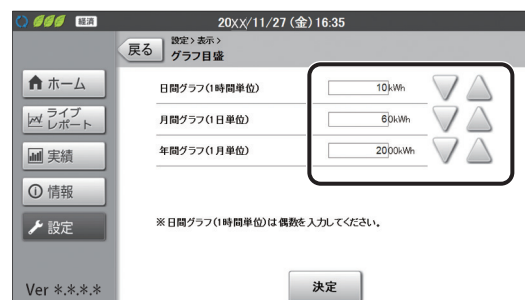 経済
20XX/11/27 (金) 16:35
戻る
設定>表示>
グラフ目盛
ホーム
ライブ
レポート
実績
情報
設定
日間グラフ(1時間単位)
10kWh
月間グラフ(1日単位)
60kWh
年間グラフ(1月単位)
2000kWh
※日間グラフ(1時間単位)は偶数を入力してください。
Ver *.*.*.*
決定